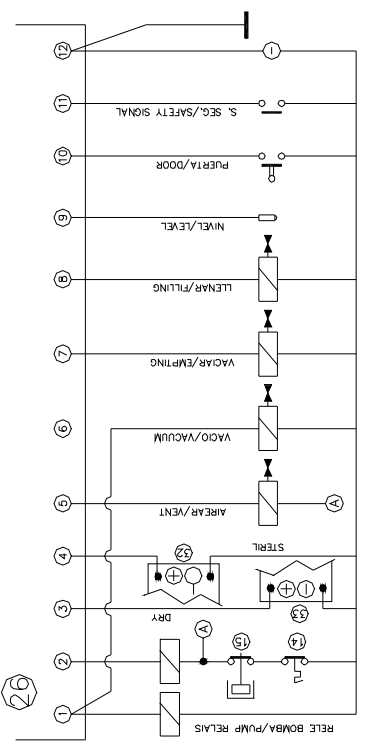 12
−
11
S. SEG./SAFETY SIGNAL
10
PUERTA/DOOR
9
NIVEL/LEVEL
8
LLENAR/FILLING
7
VACIAR/EMPTING
6
VACIO/VACUUM
5
AIREAR/VENT
A
4
32
STERIL
+
3
+ −
33
DRY
A
2
15
14
26
1
RELE BOMBA/PUMP RELAIS